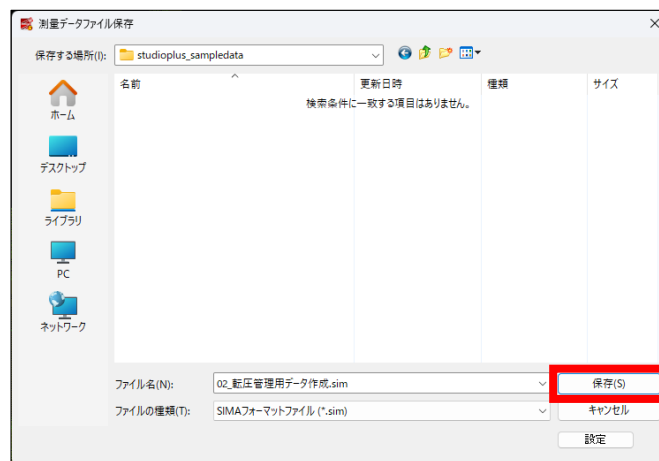 測量データファイル保存
保存する場所(I):
studioplus_sampledata
名前
更新日時
種類
サイズ
検索条件に一致する項目はありません。
ホーム
デスクトップ
ライブラリ
PC
ネットワーク
ファイル名(N):
02_転圧管理用データ作成.sim
保存(S)
ファイルの種類(T):
SIMAフォーマットファイル (*.sim)
キャンセル
設定